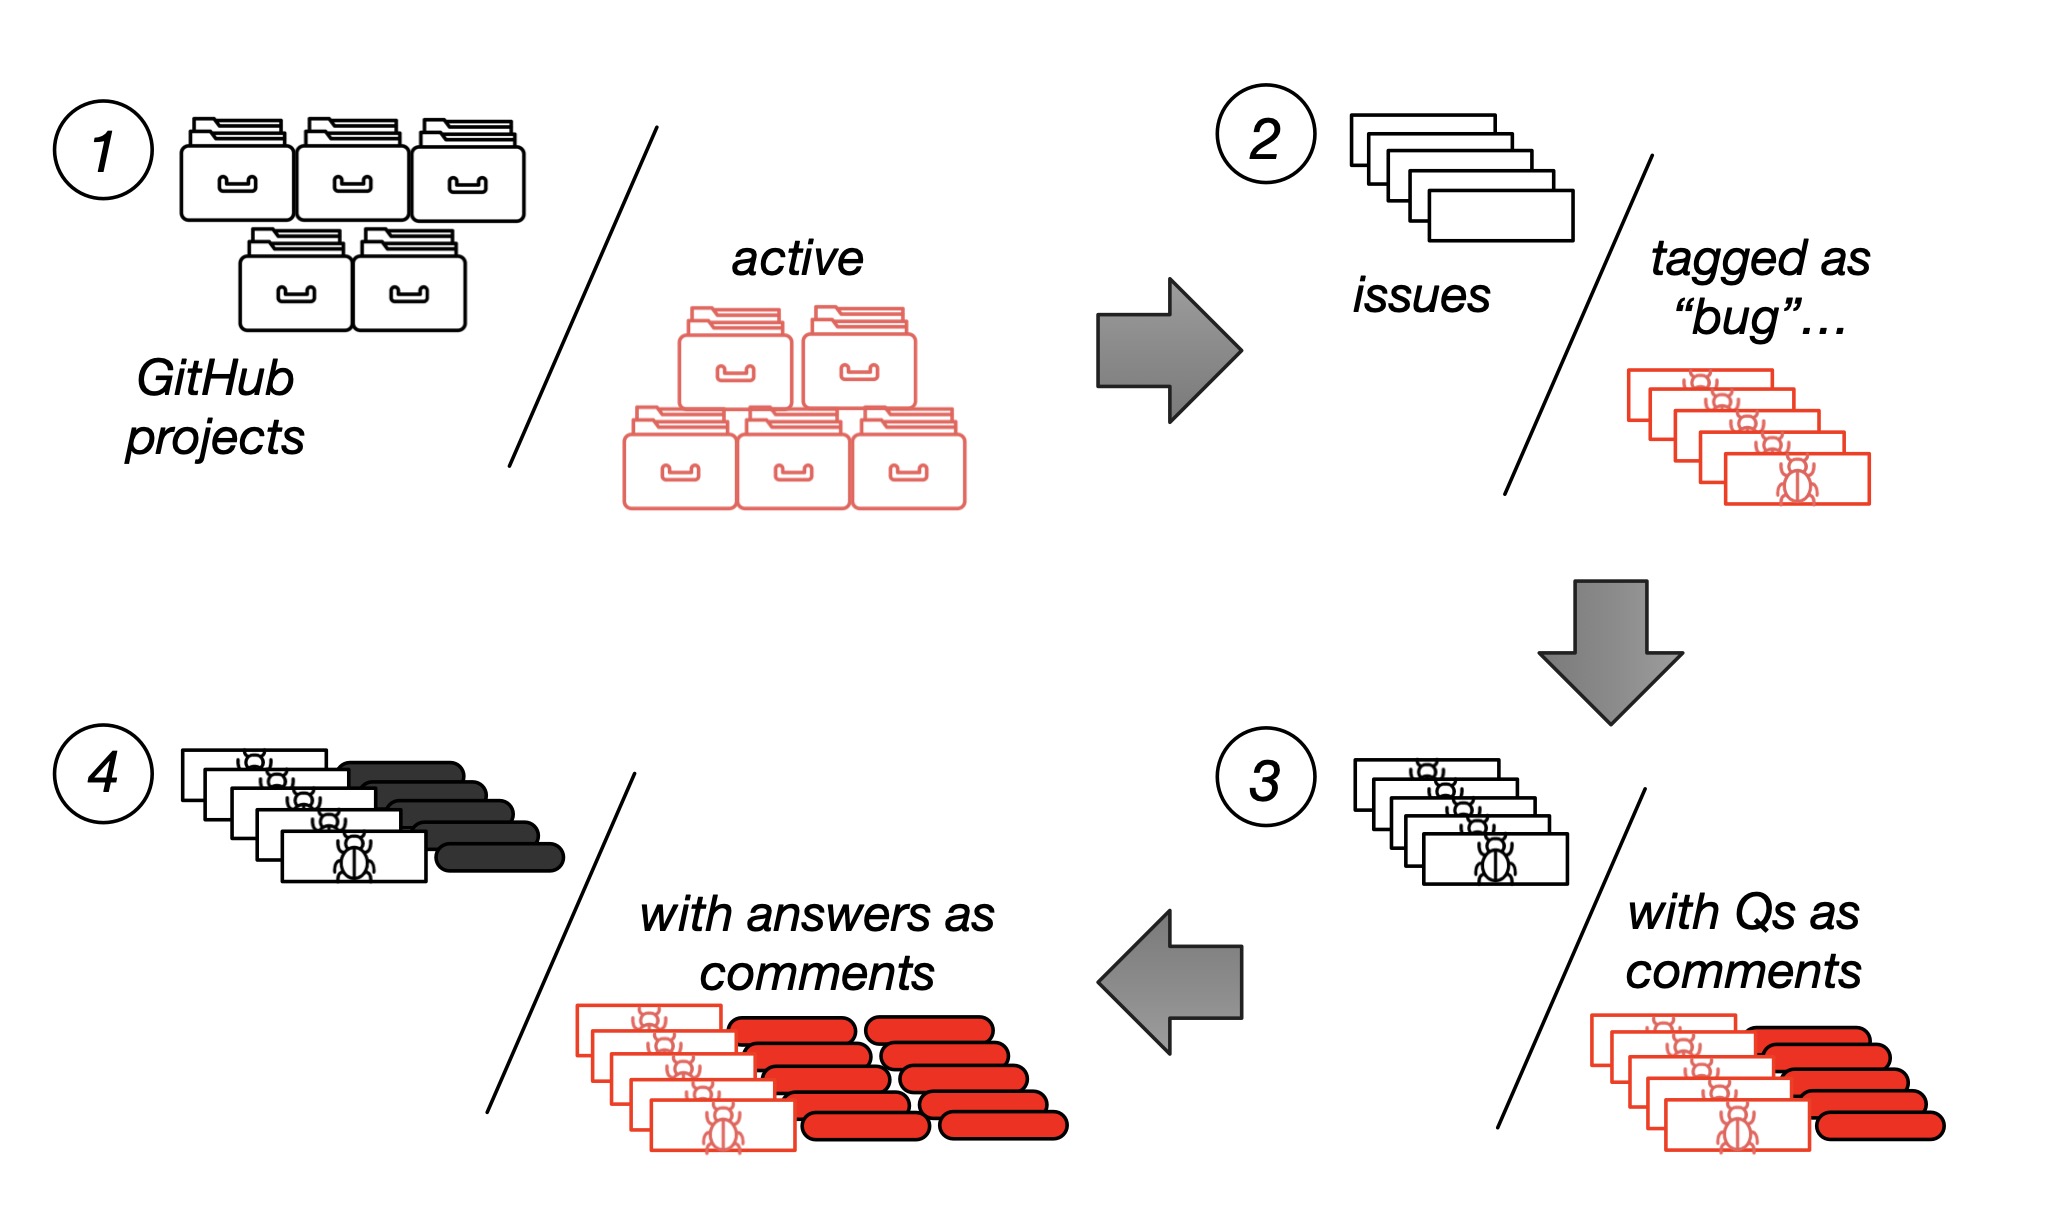 1
GitHub
projects
active
2
issues
tagged as
“bug”...
3
with Qs as
comments
4
with answers as
comments